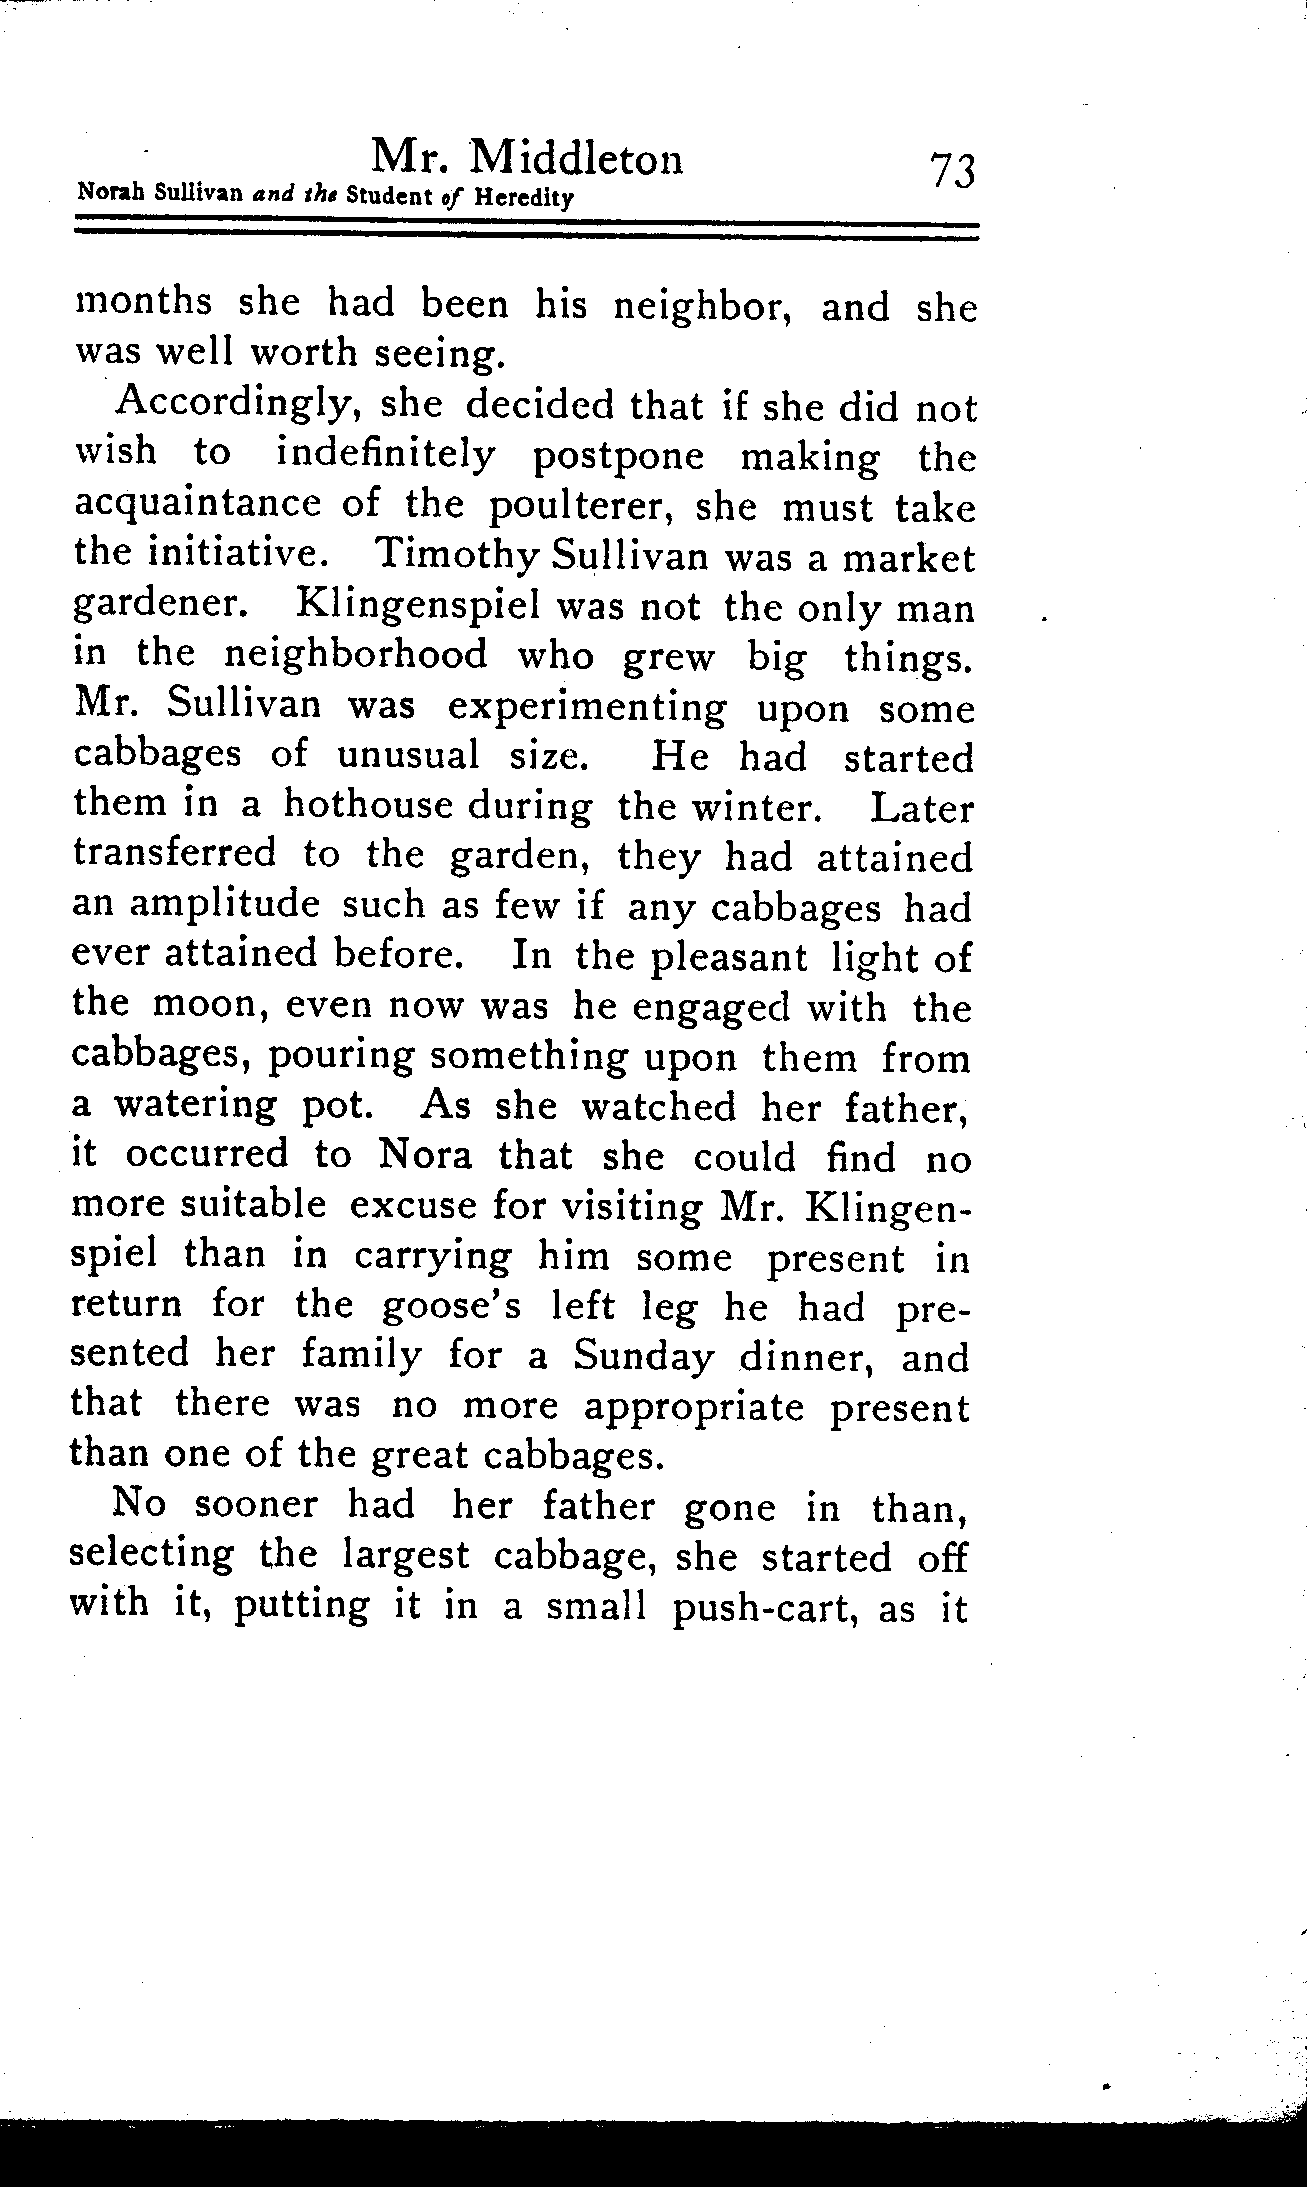 Mr. Middleton 73
Norah Sullivan and the Student of Heredity
months she had been his neighbor, and she
was well worth seeing.
Accordingly, she decided that if she did not
wish to indefinitely postpone making the
acquaintance of the poulterer, she must take
the initiative. Timothy Sullivan was a market
gardener. Klingenspiel was not the only man
in the neighborhood who grew big things.
Mr. Sullivan was experimenting upon some
cabbages of unusual size. He had started
them in a hothouse during the winter. Later
transferred to the garden, they had attained
an amplitude such as few if any cabbages had
ever attained before. In the pleasant light of
the moon, even now was he engaged with the
cabbages, pouring something upon them from
a watering pot. As she watched her father,
it occurred to Nora that she could find no
more suitable excuse for visiting Mr. Klingen-
spiel than in carrying him some present in
return for the goose's left leg he had pre-
sented her family for a Sunday dinner, and
that there was no more appropriate present
than one of the great cabbages.
No sooner had her father gone in than,
selecting the largest cabbage, she started off
with it, putting it in a small push-cart, as it